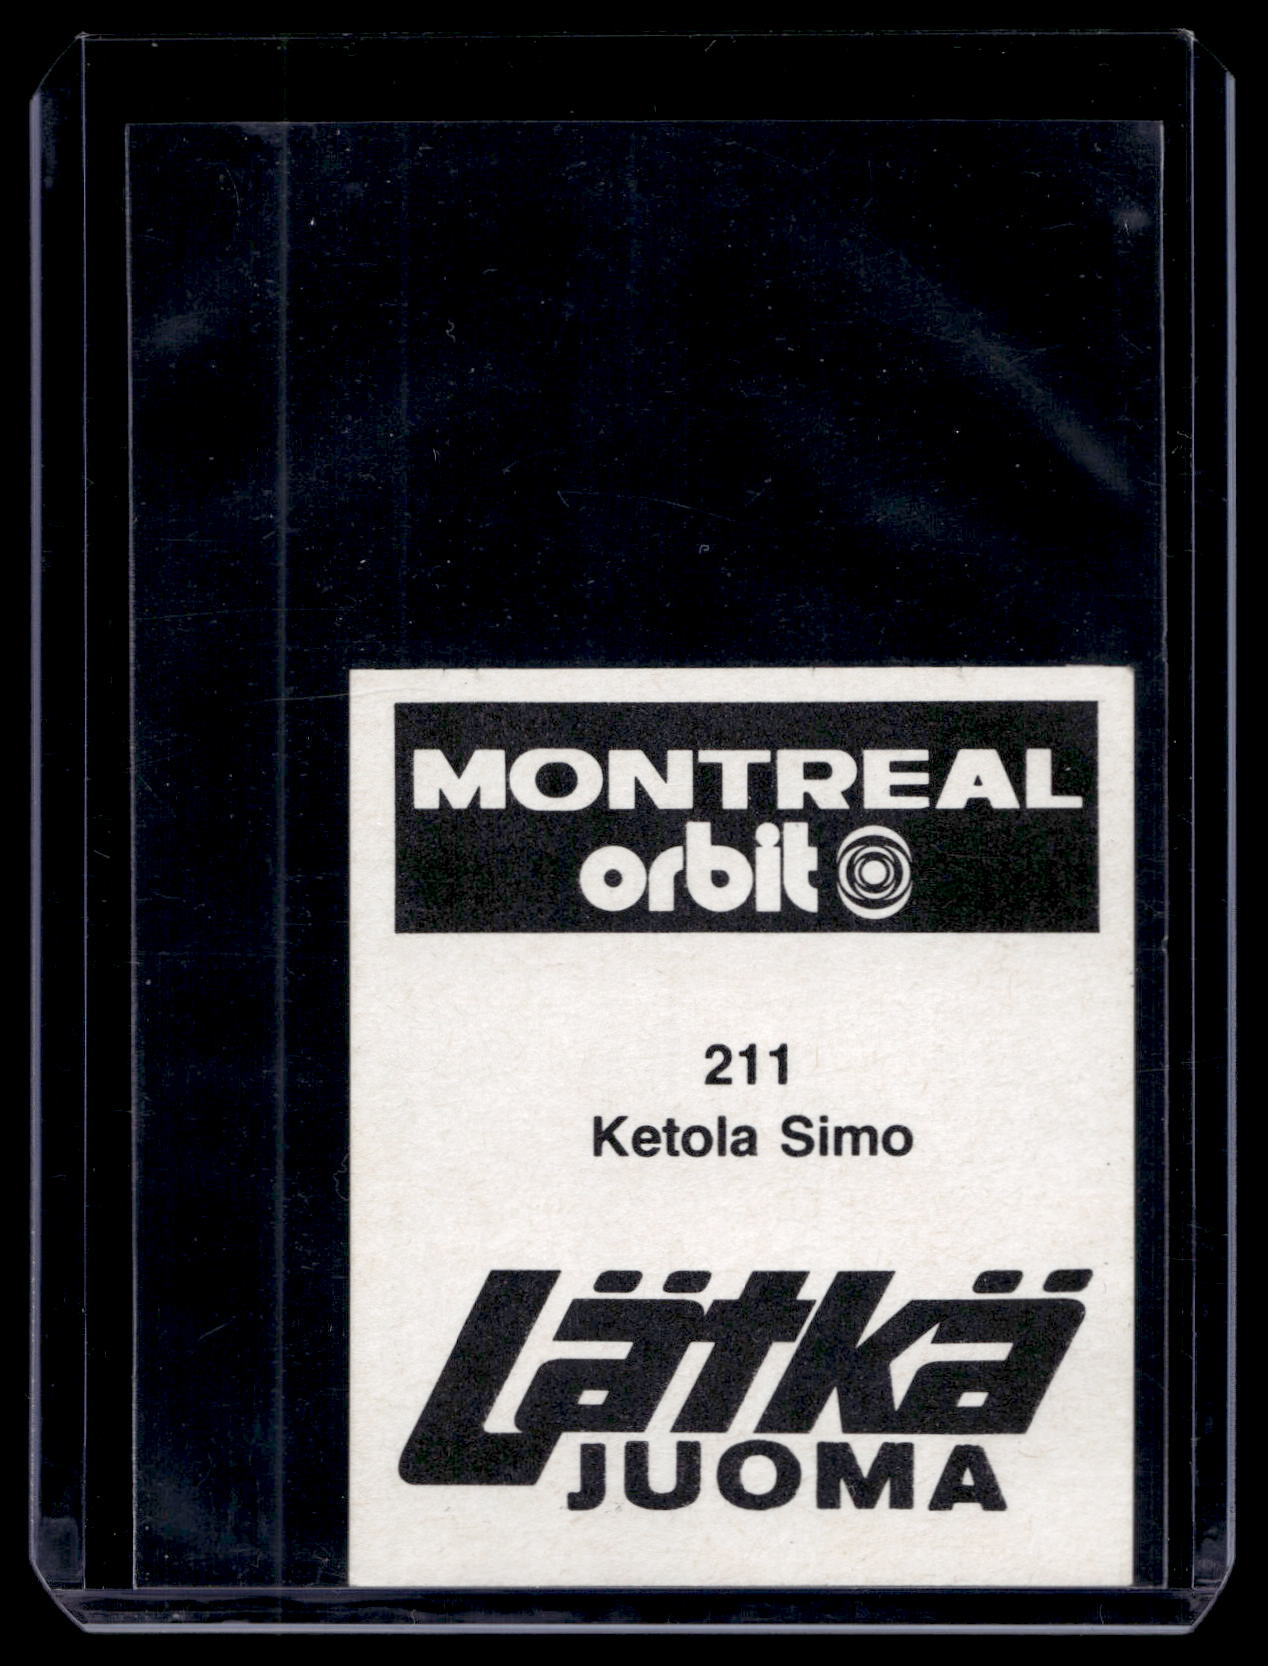 MONTREAL
orbit
211
Ketola Simo
Lätkä
JUOMA